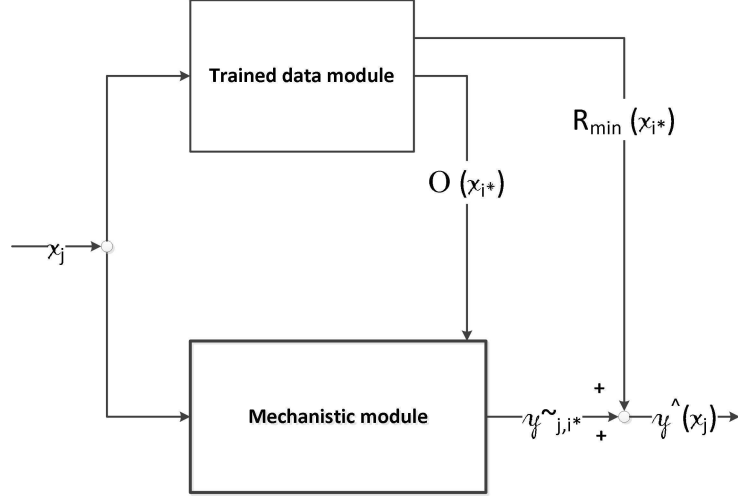 Trained data module
R_min (x_i*)
O (x_i*)
x_j
+
Mechanistic module
y~_j,i*
ŷ(x_j)
+